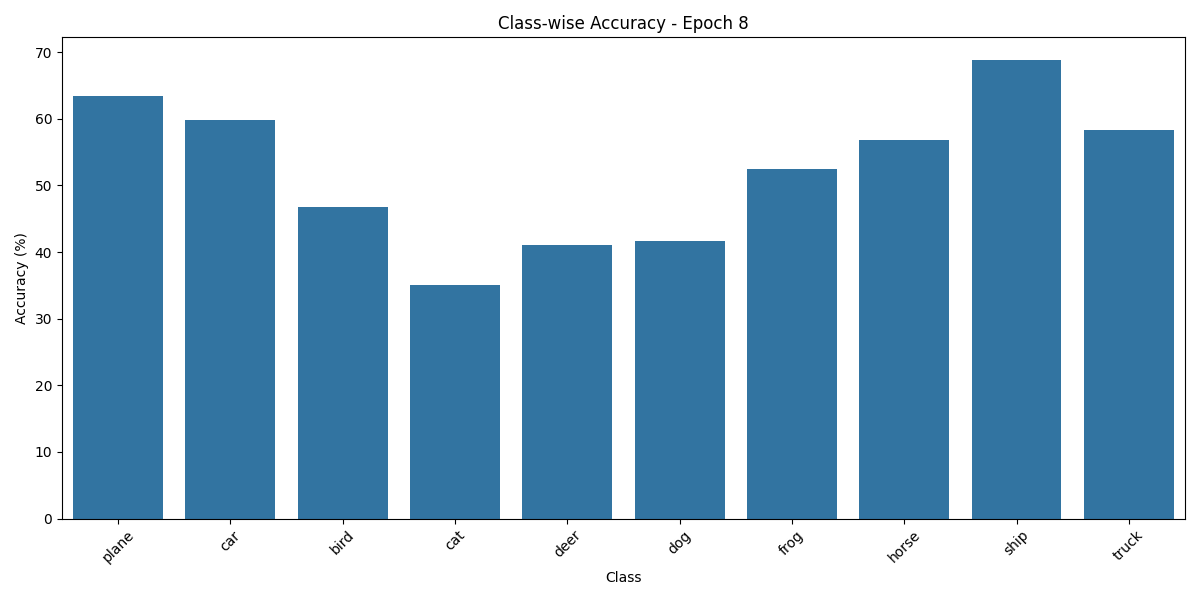 Class-wise Accuracy - Epoch 8
Accuracy (%)
70
60
50
40
30
20
10
0
plane
car
bird
cat
deer
dog
frog
horse
ship
truck
Class